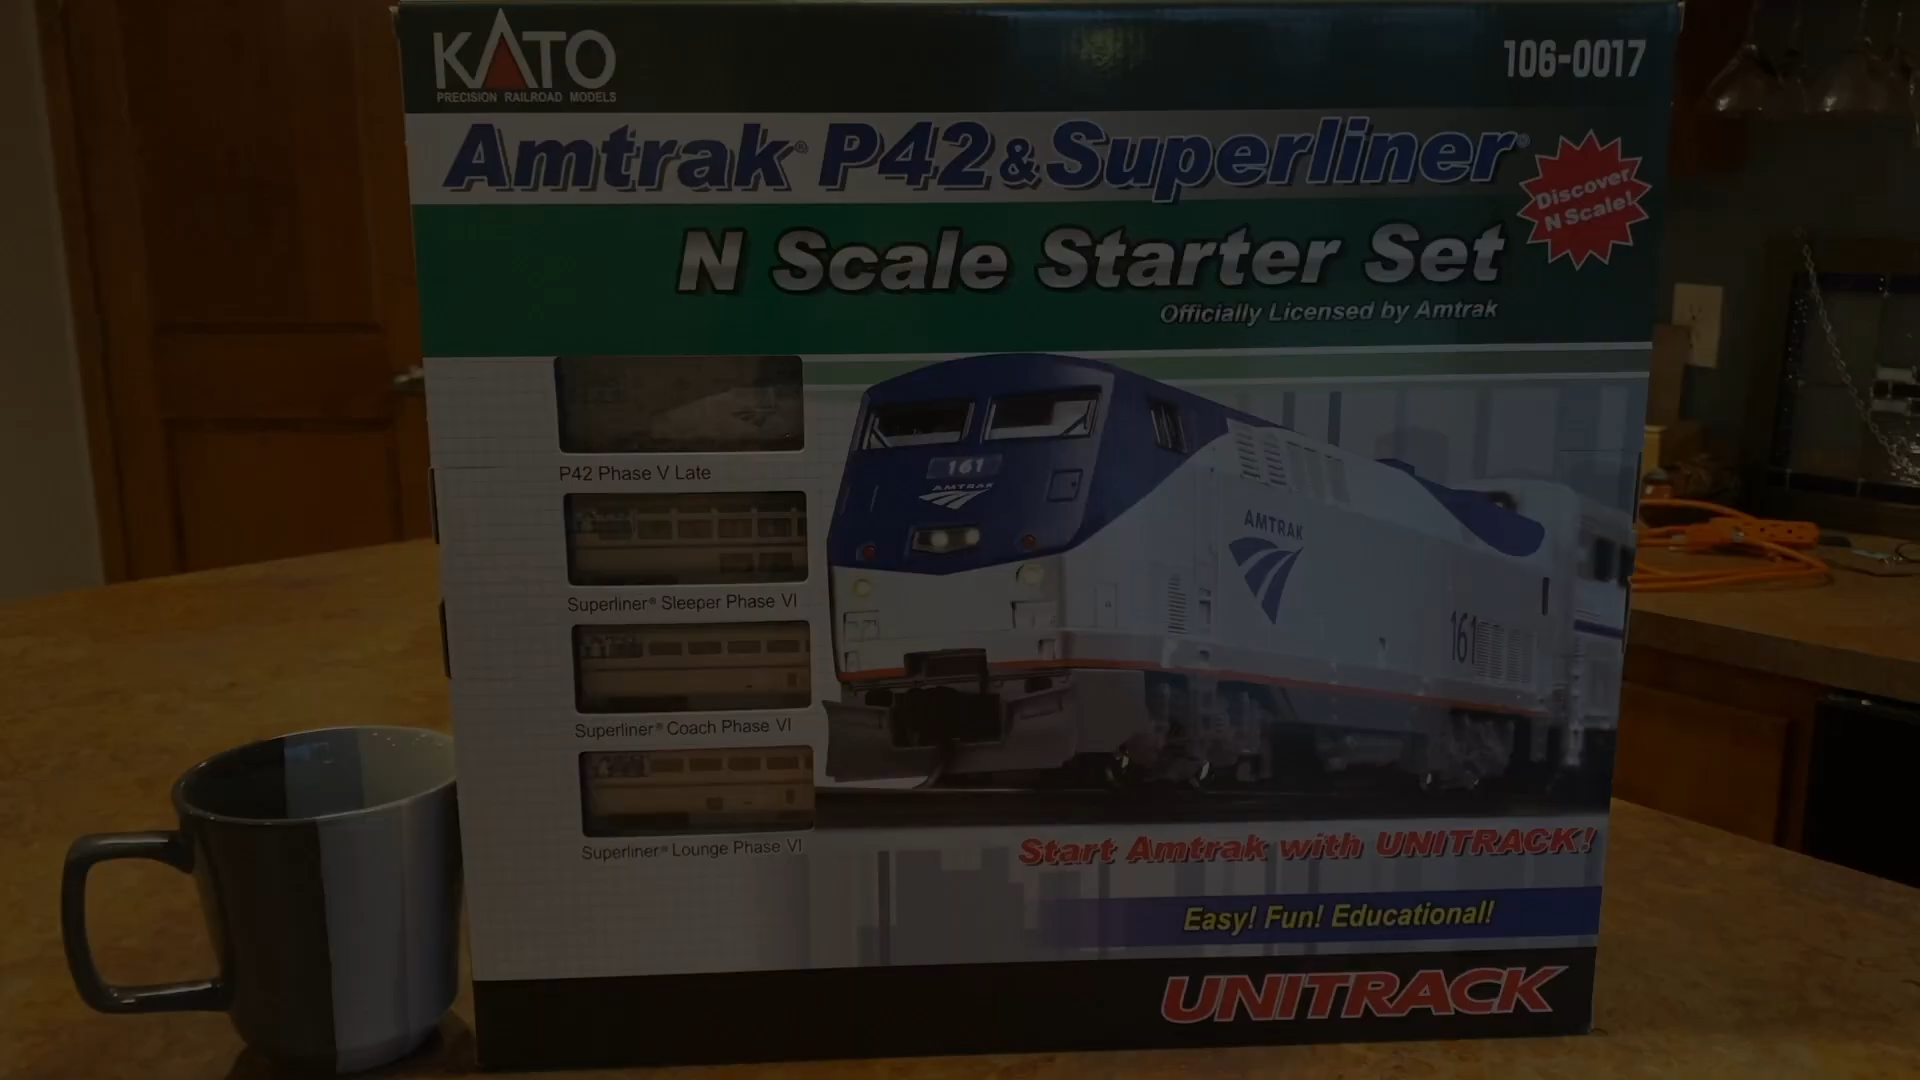 KATO
PRECISION RAILROAD MODELS
106-0017
Amtrak® P42 & Superliner®
Discover
N Scale!
N Scale Starter Set
Officially Licensed by Amtrak
P42 Phase V Late
Superliner® Sleeper Phase VI
Superliner® Coach Phase VI
Superliner® Lounge Phase VI
161
AMTRAK
AMTRAK
161
Start Amtrak with UNITRACK!
Easy! Fun! Educational!
UNITRACK